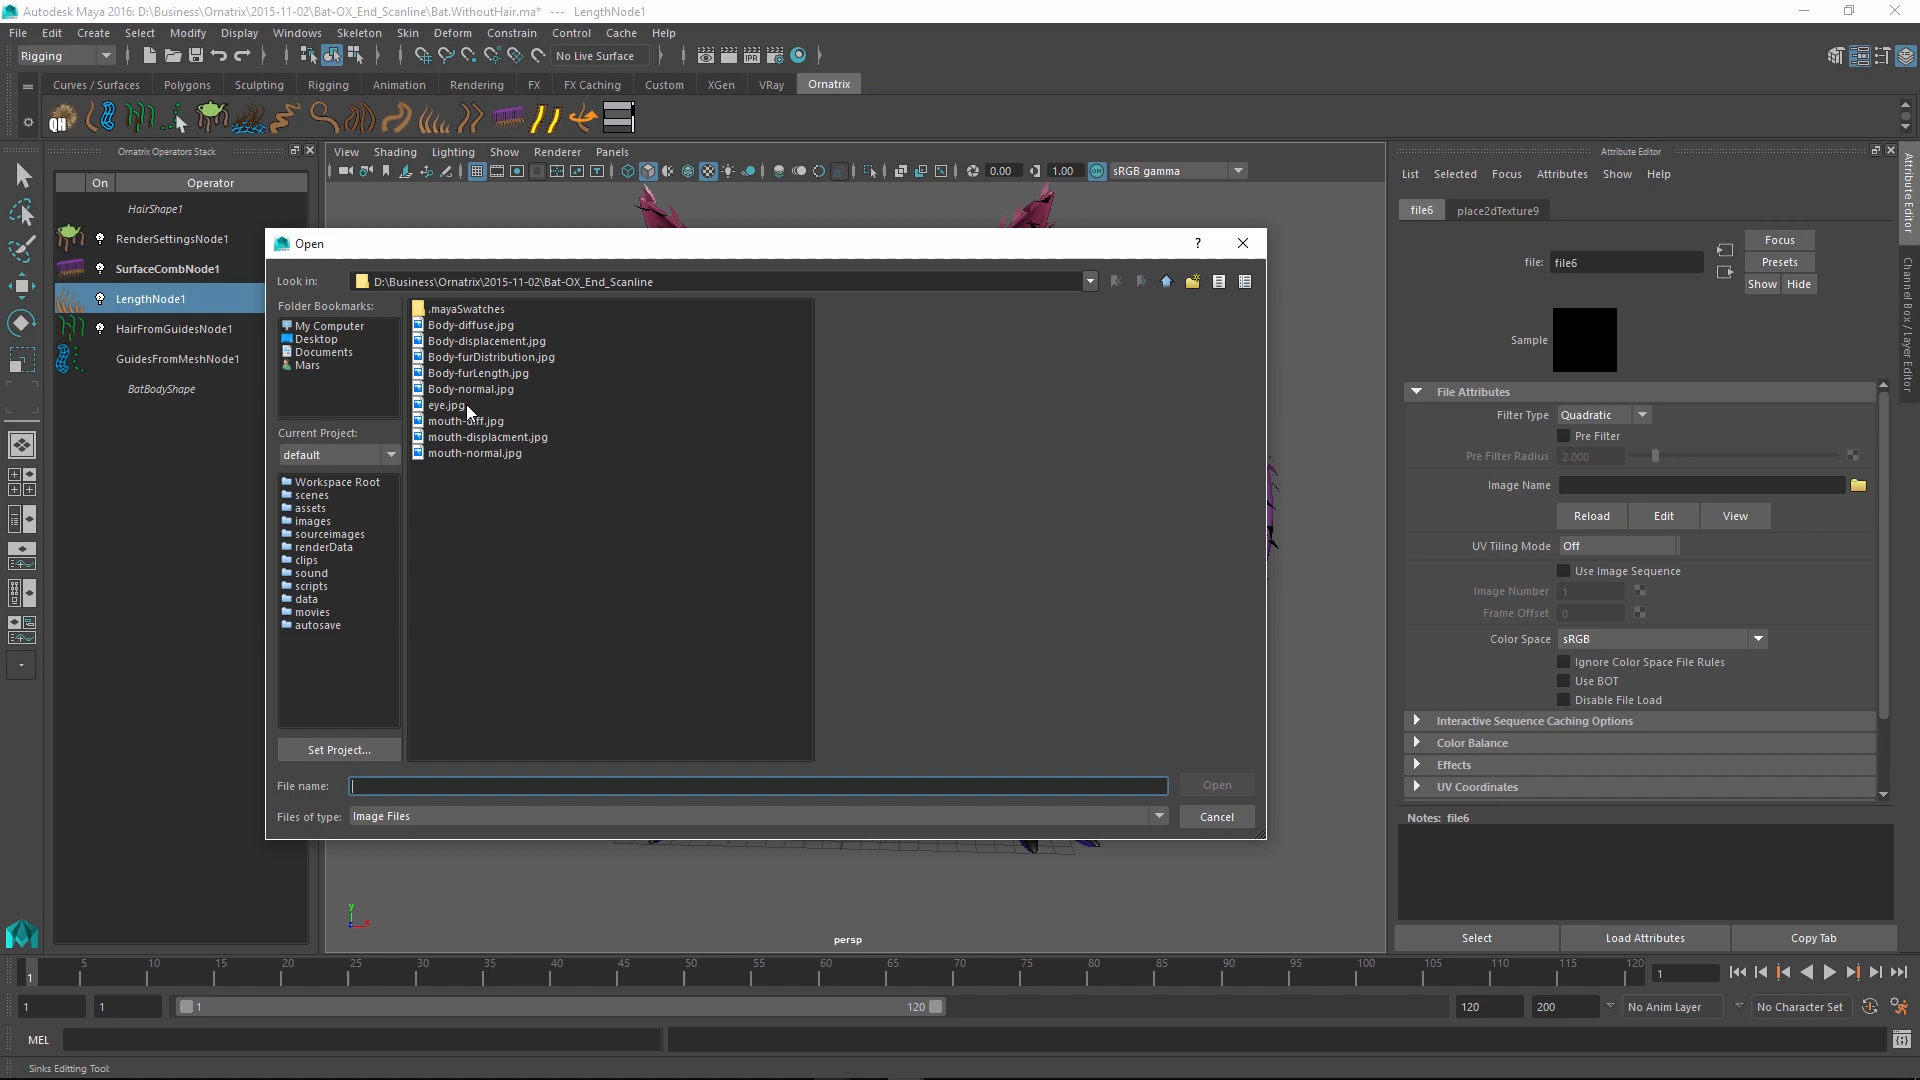 Autodesk Maya 2016: D:\Business\Ornatrix\2015-11-02\Bat-OX_End_Scanline\Bat.WithoutHair.ma* --- LengthNode1
File Edit Create Select Modify Display Windows Skeleton Skin Deform Constrain Control Cache Help
Rigging No Live Surface
Curves / Surfaces Polygons Sculpting Rigging Animation Rendering FX FX Caching Custom XGen VRay Ornatrix
QH
Ornatrix Operators Stack
On Operator
HairShape1
RenderSettingsNode1
SurfaceCombNode1
LengthNode1
HairFromGuidesNode1
GuidesFromMeshNode1
BatBodyShape
View Shading Lighting Show Renderer Panels
0.00 1.00 sRGB gamma
Open
?
Look in: D:\Business\Ornatrix\2015-11-02\Bat-OX_End_Scanline
Folder Bookmarks:
My Computer
Desktop
Documents
Mars
Current Project:
default
Workspace Root
scenes
assets
images
sourceimages
renderData
clips
sound
scripts
data
movies
autosave
Set Project...
.mayaSwatches
Body-diffuse.jpg
Body-displacement.jpg
Body-furDistribution.jpg
Body-furLength.jpg
Body-normal.jpg
eye.jpg
mouth-diff.jpg
mouth-displacment.jpg
mouth-normal.jpg
File name: Open
Files of type: Image Files Cancel
y
x
persp
Attribute Editor
List Selected Focus Attributes Show Help
file6 place2dTexture9
file: file6
Focus
Presets
Show Hide
Sample
File Attributes
Filter Type Quadratic
Pre Filter
Pre Filter Radius 2.000
Image Name
Reload Edit View
UV Tiling Mode Off
Use Image Sequence
Image Number 1
Frame Offset 0
Color Space sRGB
Ignore Color Space File Rules
Use BOT
Disable File Load
Interactive Sequence Caching Options
Color Balance
Effects
UV Coordinates
Notes: file6
Select Load Attributes Copy Tab
Attribute Editor
Channel Box / Layer Editor
1 5 10 15 20 25 30 35 40 45 50 55 60 65 70 75 80 85 90 95 100 105 110 115 120 1
1 1 1 120 120 200 No Anim Layer No Character Set
MEL
Sinks Editting Tool: